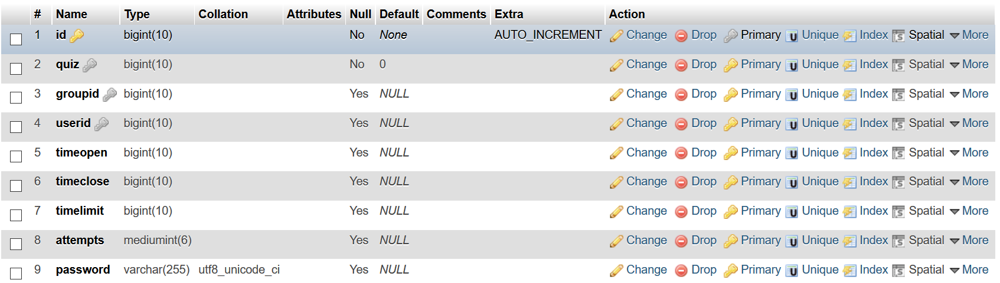 # Name Type Collation Attributes Null Default Comments Extra Action
1 id bigint(10) No None AUTO_INCREMENT Change Drop Primary Unique Index Spatial More
2 quiz bigint(10) No 0 Change Drop Primary Unique Index Spatial More
3 groupid bigint(10) Yes NULL Change Drop Primary Unique Index Spatial More
4 userid bigint(10) Yes NULL Change Drop Primary Unique Index Spatial More
5 timeopen bigint(10) Yes NULL Change Drop Primary Unique Index Spatial More
6 timeclose bigint(10) Yes NULL Change Drop Primary Unique Index Spatial More
7 timelimit bigint(10) Yes NULL Change Drop Primary Unique Index Spatial More
8 attempts mediumint(6) Yes NULL Change Drop Primary Unique Index Spatial More
9 password varchar(255) utf8_unicode_ci Yes NULL Change Drop Primary Unique Index Spatial More